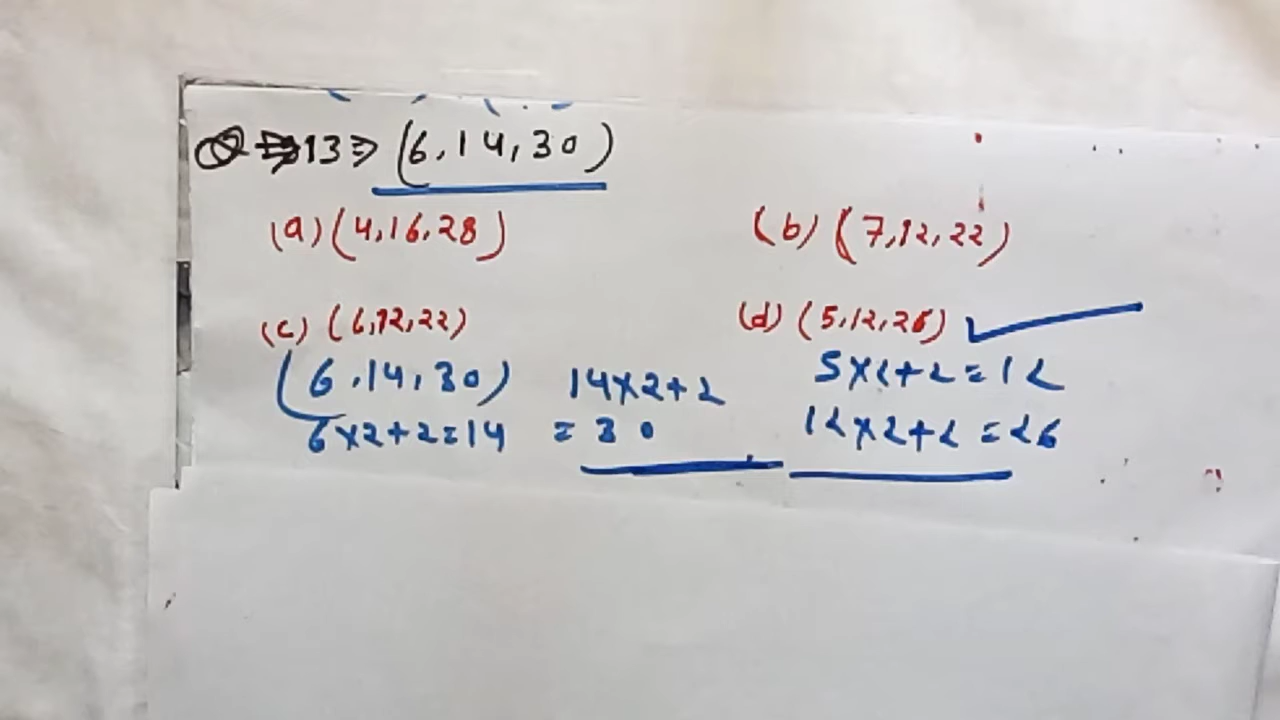 Q⇒13⇒ (6,14,30)
(a) (4,16,28) (b) (7,12,22)
(c) (6,12,22) (d) (5,12,26) ✓
(6,14,30) 14×2+2 5×2+2=12
6×2+2=14 =30 12×2+2=26